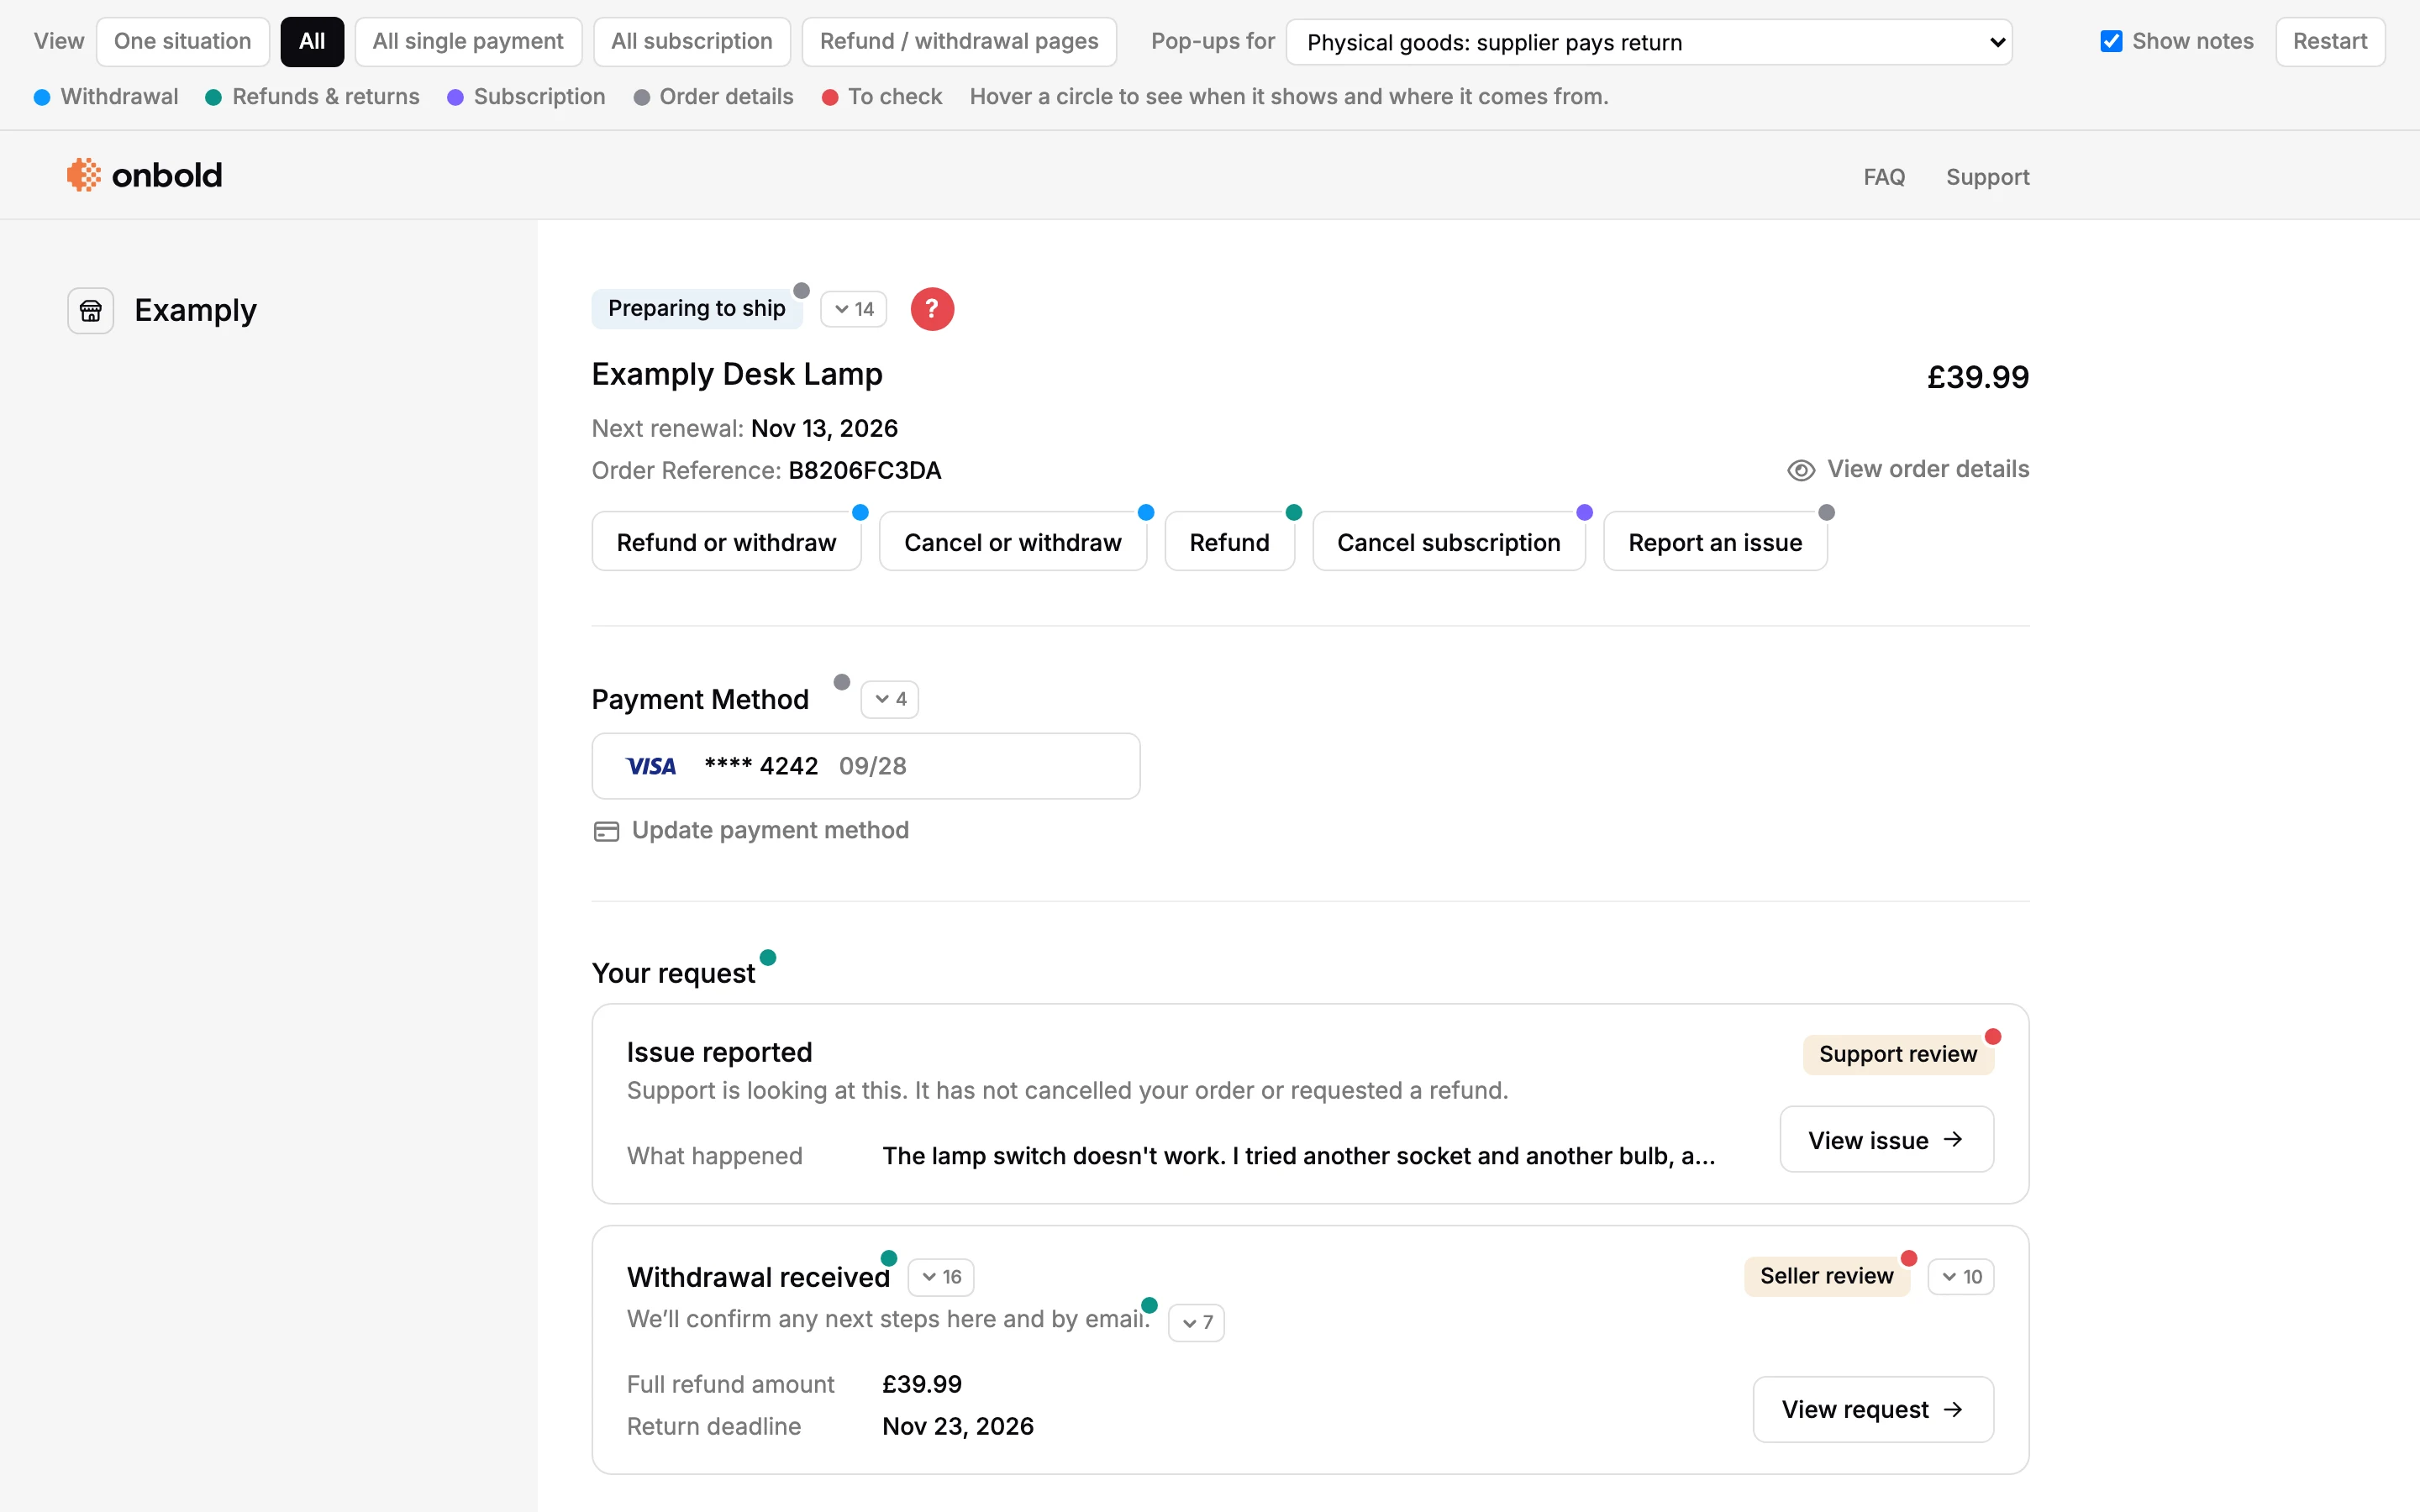 View One situation All All single payment All subscription Refund / withdrawal pages Pop-ups for Physical goods: supplier pays return Show notes Restart
Withdrawal Refunds & returns Subscription Order details To check Hover a circle to see when it shows and where it comes from.
onbold FAQ Support
Examply
Preparing to ship 14 ?
Examply Desk Lamp £39.99
Next renewal: Nov 13, 2026
Order Reference: B8206FC3DA View order details
Refund or withdraw Cancel or withdraw Refund Cancel subscription Report an issue
Payment Method 4
VISA **** 4242 09/28
Update payment method
Your request
Issue reported Support review
Support is looking at this. It has not cancelled your order or requested a refund.
What happened The lamp switch doesn't work. I tried another socket and another bulb, a... View issue →
Withdrawal received 16 Seller review 10
We’ll confirm any next steps here and by email. 7
Full refund amount £39.99
Return deadline Nov 23, 2026 View request →